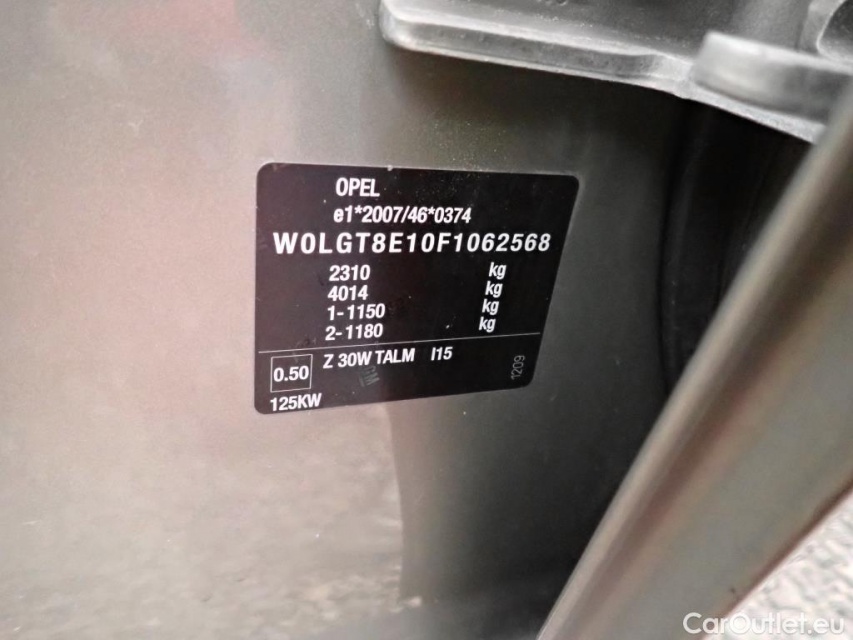 OPEL
e1*2007/46*0374
W0LGT8E10F1062568
2310 kg
4014 kg
1-1150 kg
2-1180 kg
0.50 Z 30W TALM I15
125KW
GM
1209
CarOutlet.eu